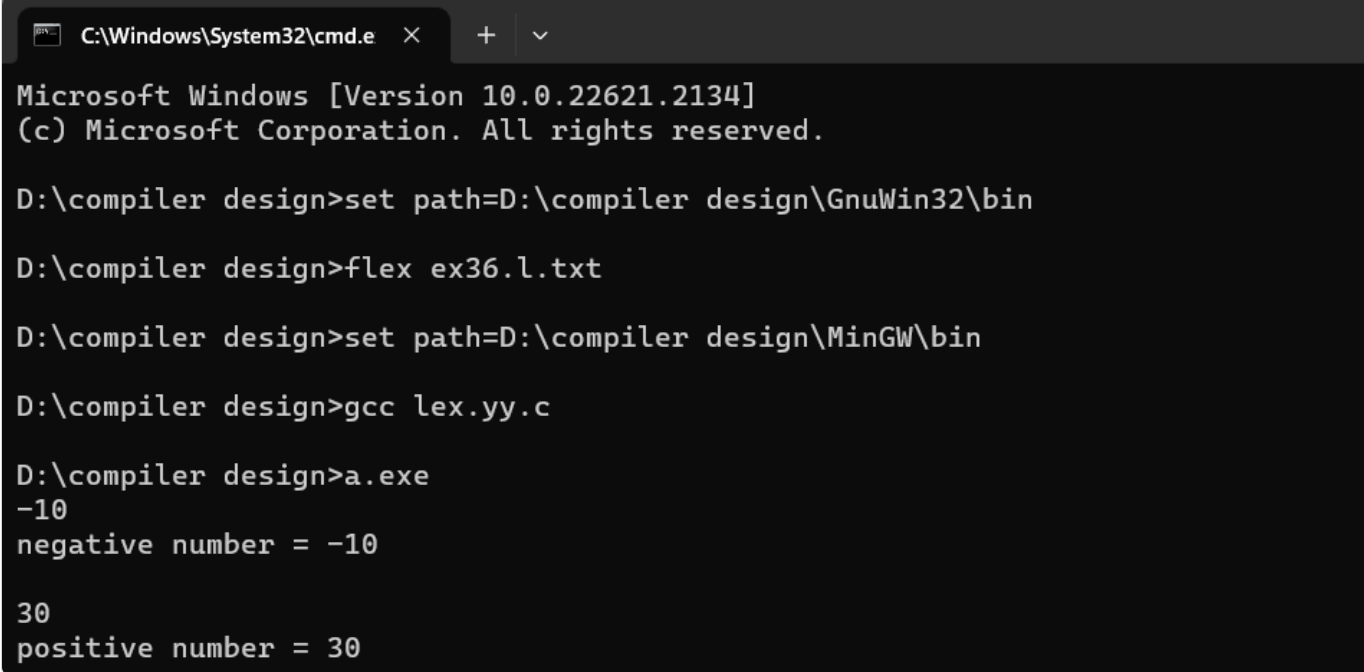 C:\Windows\System32\cmd.e
Microsoft Windows [Version 10.0.22621.2134]
(c) Microsoft Corporation. All rights reserved.
D:\compiler design>set path=D:\compiler design\GnuWin32\bin
D:\compiler design>flex ex36.l.txt
D:\compiler design>set path=D:\compiler design\MinGW\bin
D:\compiler design>gcc lex.yy.c
D:\compiler design>a.exe
-10
negative number = -10
30
positive number = 30